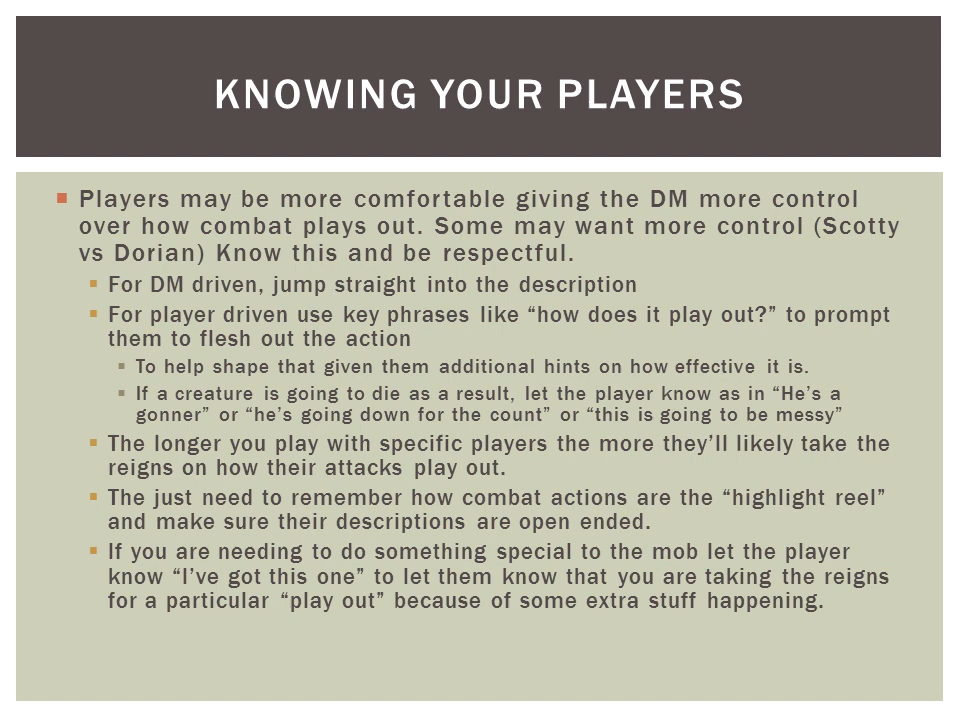 KNOWING YOUR PLAYERS
Players may be more comfortable giving the DM more control
over how combat plays out. Some may want more control (Scotty
vs Dorian) Know this and be respectful.
For DM driven, jump straight into the description
For player driven use key phrases like “how does it play out?” to prompt
them to flesh out the action
To help shape that given them additional hints on how effective it is.
If a creature is going to die as a result, let the player know as in “He’s a
gonner” or “he’s going down for the count” or “this is going to be messy”
The longer you play with specific players the more they’ll likely take the
reigns on how their attacks play out.
The just need to remember how combat actions are the “highlight reel”
and make sure their descriptions are open ended.
If you are needing to do something special to the mob let the player
know “I’ve got this one” to let them know that you are taking the reigns
for a particular “play out” because of some extra stuff happening.